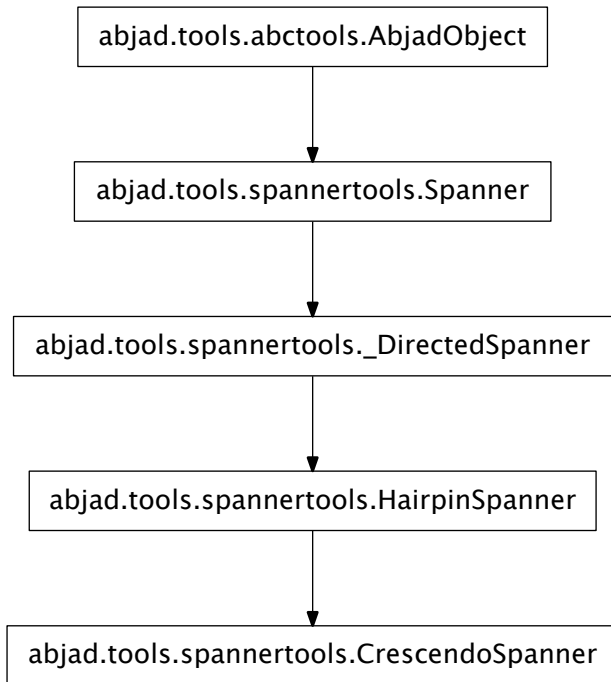 abjad.tools.abctools.AbjadObject
abjad.tools.spannertools.Spanner
abjad.tools.spannertools._DirectedSpanner
abjad.tools.spannertools.HairpinSpanner
abjad.tools.spannertools.CrescendoSpanner